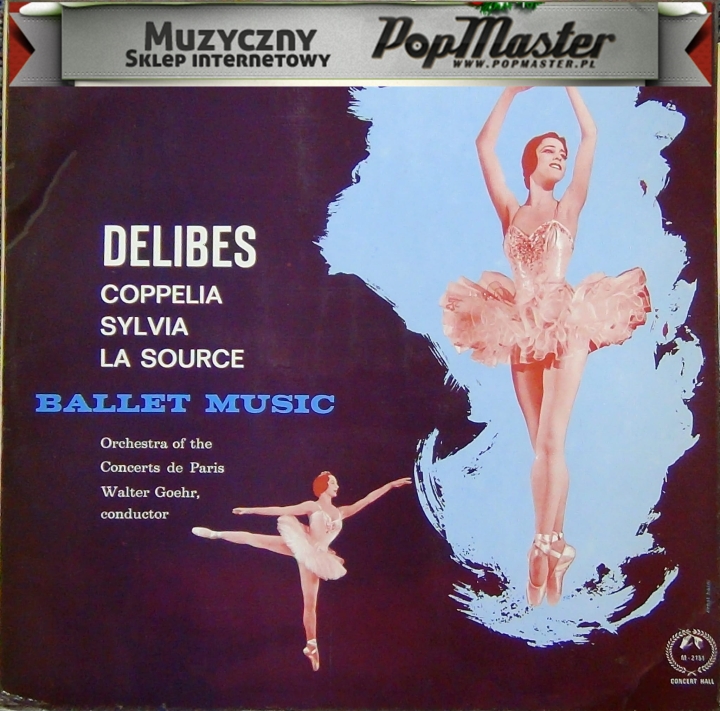 MUZYCZNY
SKLEP INTERNETOWY
PopMaster
WWW.POPMASTER.PL
DELIBES
COPPELIA
SYLVIA
LA SOURCE
BALLET MUSIC
Orchestra of the
Concerts de Paris
Walter Goehr,
conductor
M-2151
CONCERT HALL